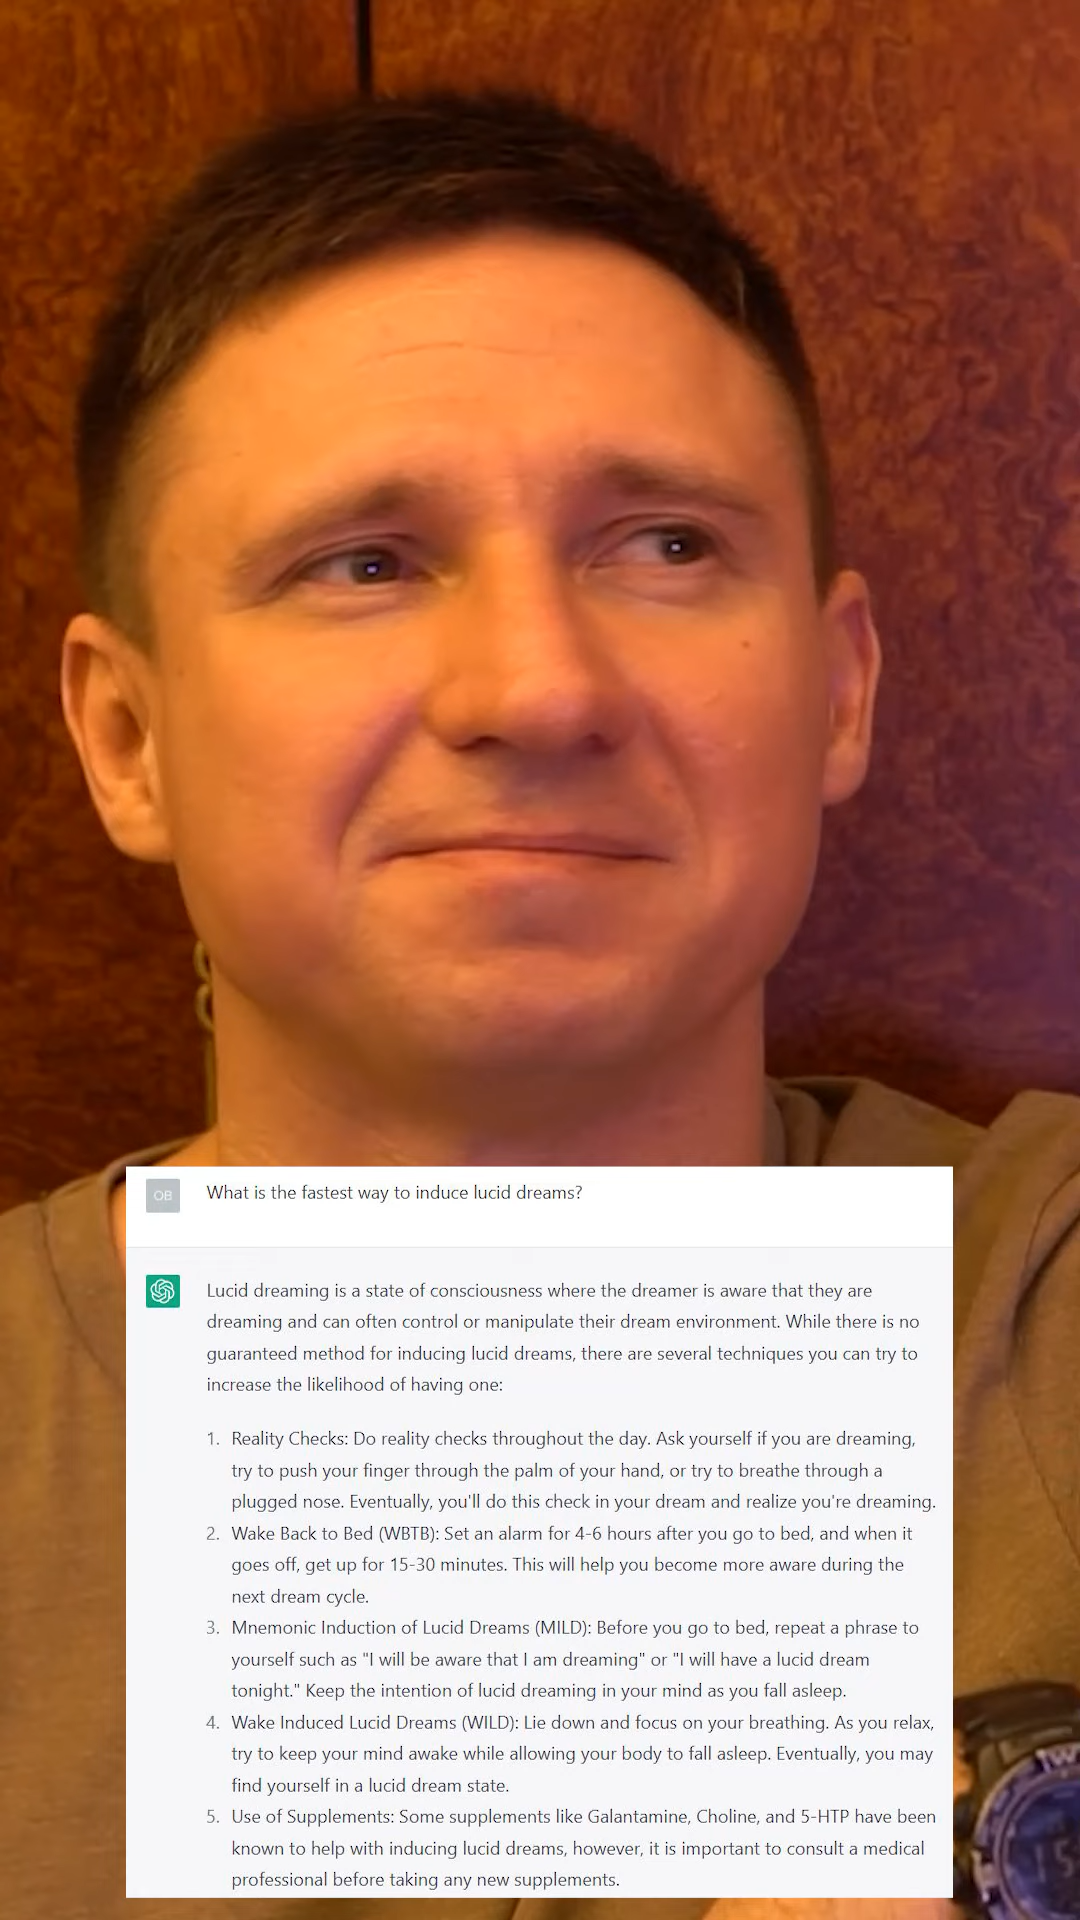 OB
What is the fastest way to induce lucid dreams?
Lucid dreaming is a state of consciousness where the dreamer is aware that they are
dreaming and can often control or manipulate their dream environment. While there is no
guaranteed method for inducing lucid dreams, there are several techniques you can try to
increase the likelihood of having one:
1. Reality Checks: Do reality checks throughout the day. Ask yourself if you are dreaming,
try to push your finger through the palm of your hand, or try to breathe through a
plugged nose. Eventually, you'll do this check in your dream and realize you're dreaming.
2. Wake Back to Bed (WBTB): Set an alarm for 4-6 hours after you go to bed, and when it
goes off, get up for 15-30 minutes. This will help you become more aware during the
next dream cycle.
3. Mnemonic Induction of Lucid Dreams (MILD): Before you go to bed, repeat a phrase to
yourself such as "I will be aware that I am dreaming" or "I will have a lucid dream
tonight." Keep the intention of lucid dreaming in your mind as you fall asleep.
4. Wake Induced Lucid Dreams (WILD): Lie down and focus on your breathing. As you relax,
try to keep your mind awake while allowing your body to fall asleep. Eventually, you may
find yourself in a lucid dream state.
5. Use of Supplements: Some supplements like Galantamine, Choline, and 5-HTP have been
known to help with inducing lucid dreams, however, it is important to consult a medical
professional before taking any new supplements.